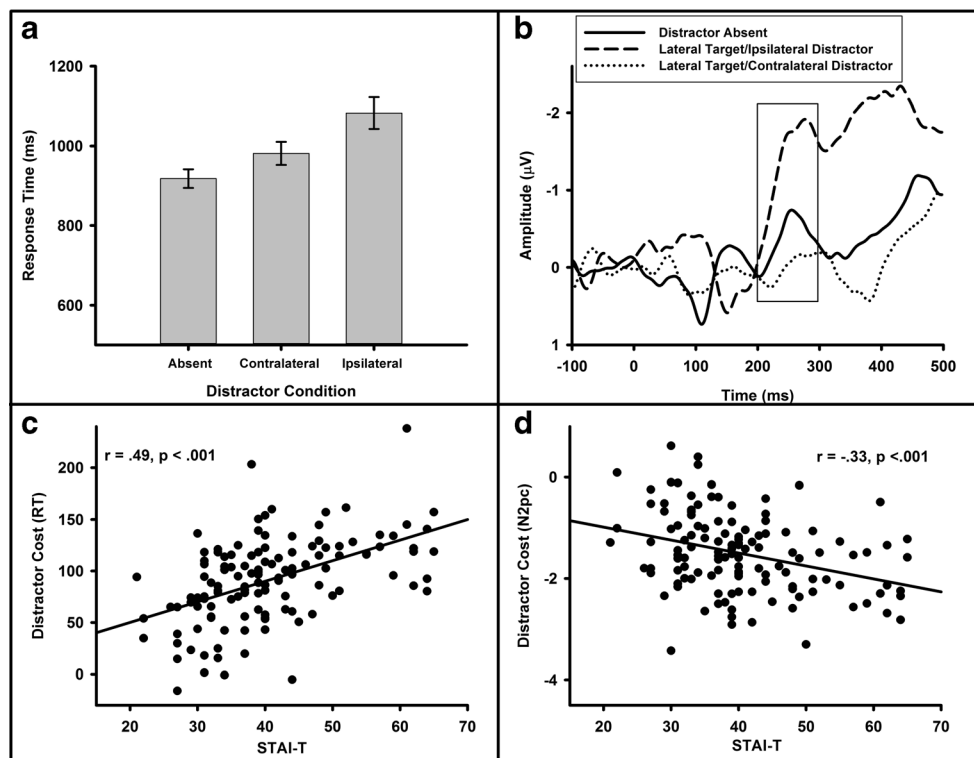 a
1200
1000
800
600
Response Time (ms)
Absent Contralateral Ipsilateral
Distractor Condition
b
Distractor Absent
Lateral Target/Ipsilateral Distractor
Lateral Target/Contralateral Distractor
-2
-1
0
1
Amplitude (µV)
-100 0 100 200 300 400 500
Time (ms)
c
r = .49, p < .001
200
150
100
50
0
Distractor Cost (RT)
20 30 40 50 60 70
STAI-T
d
r = -.33, p <.001
0
-2
-4
Distractor Cost (N2pc)
20 30 40 50 60 70
STAI-T